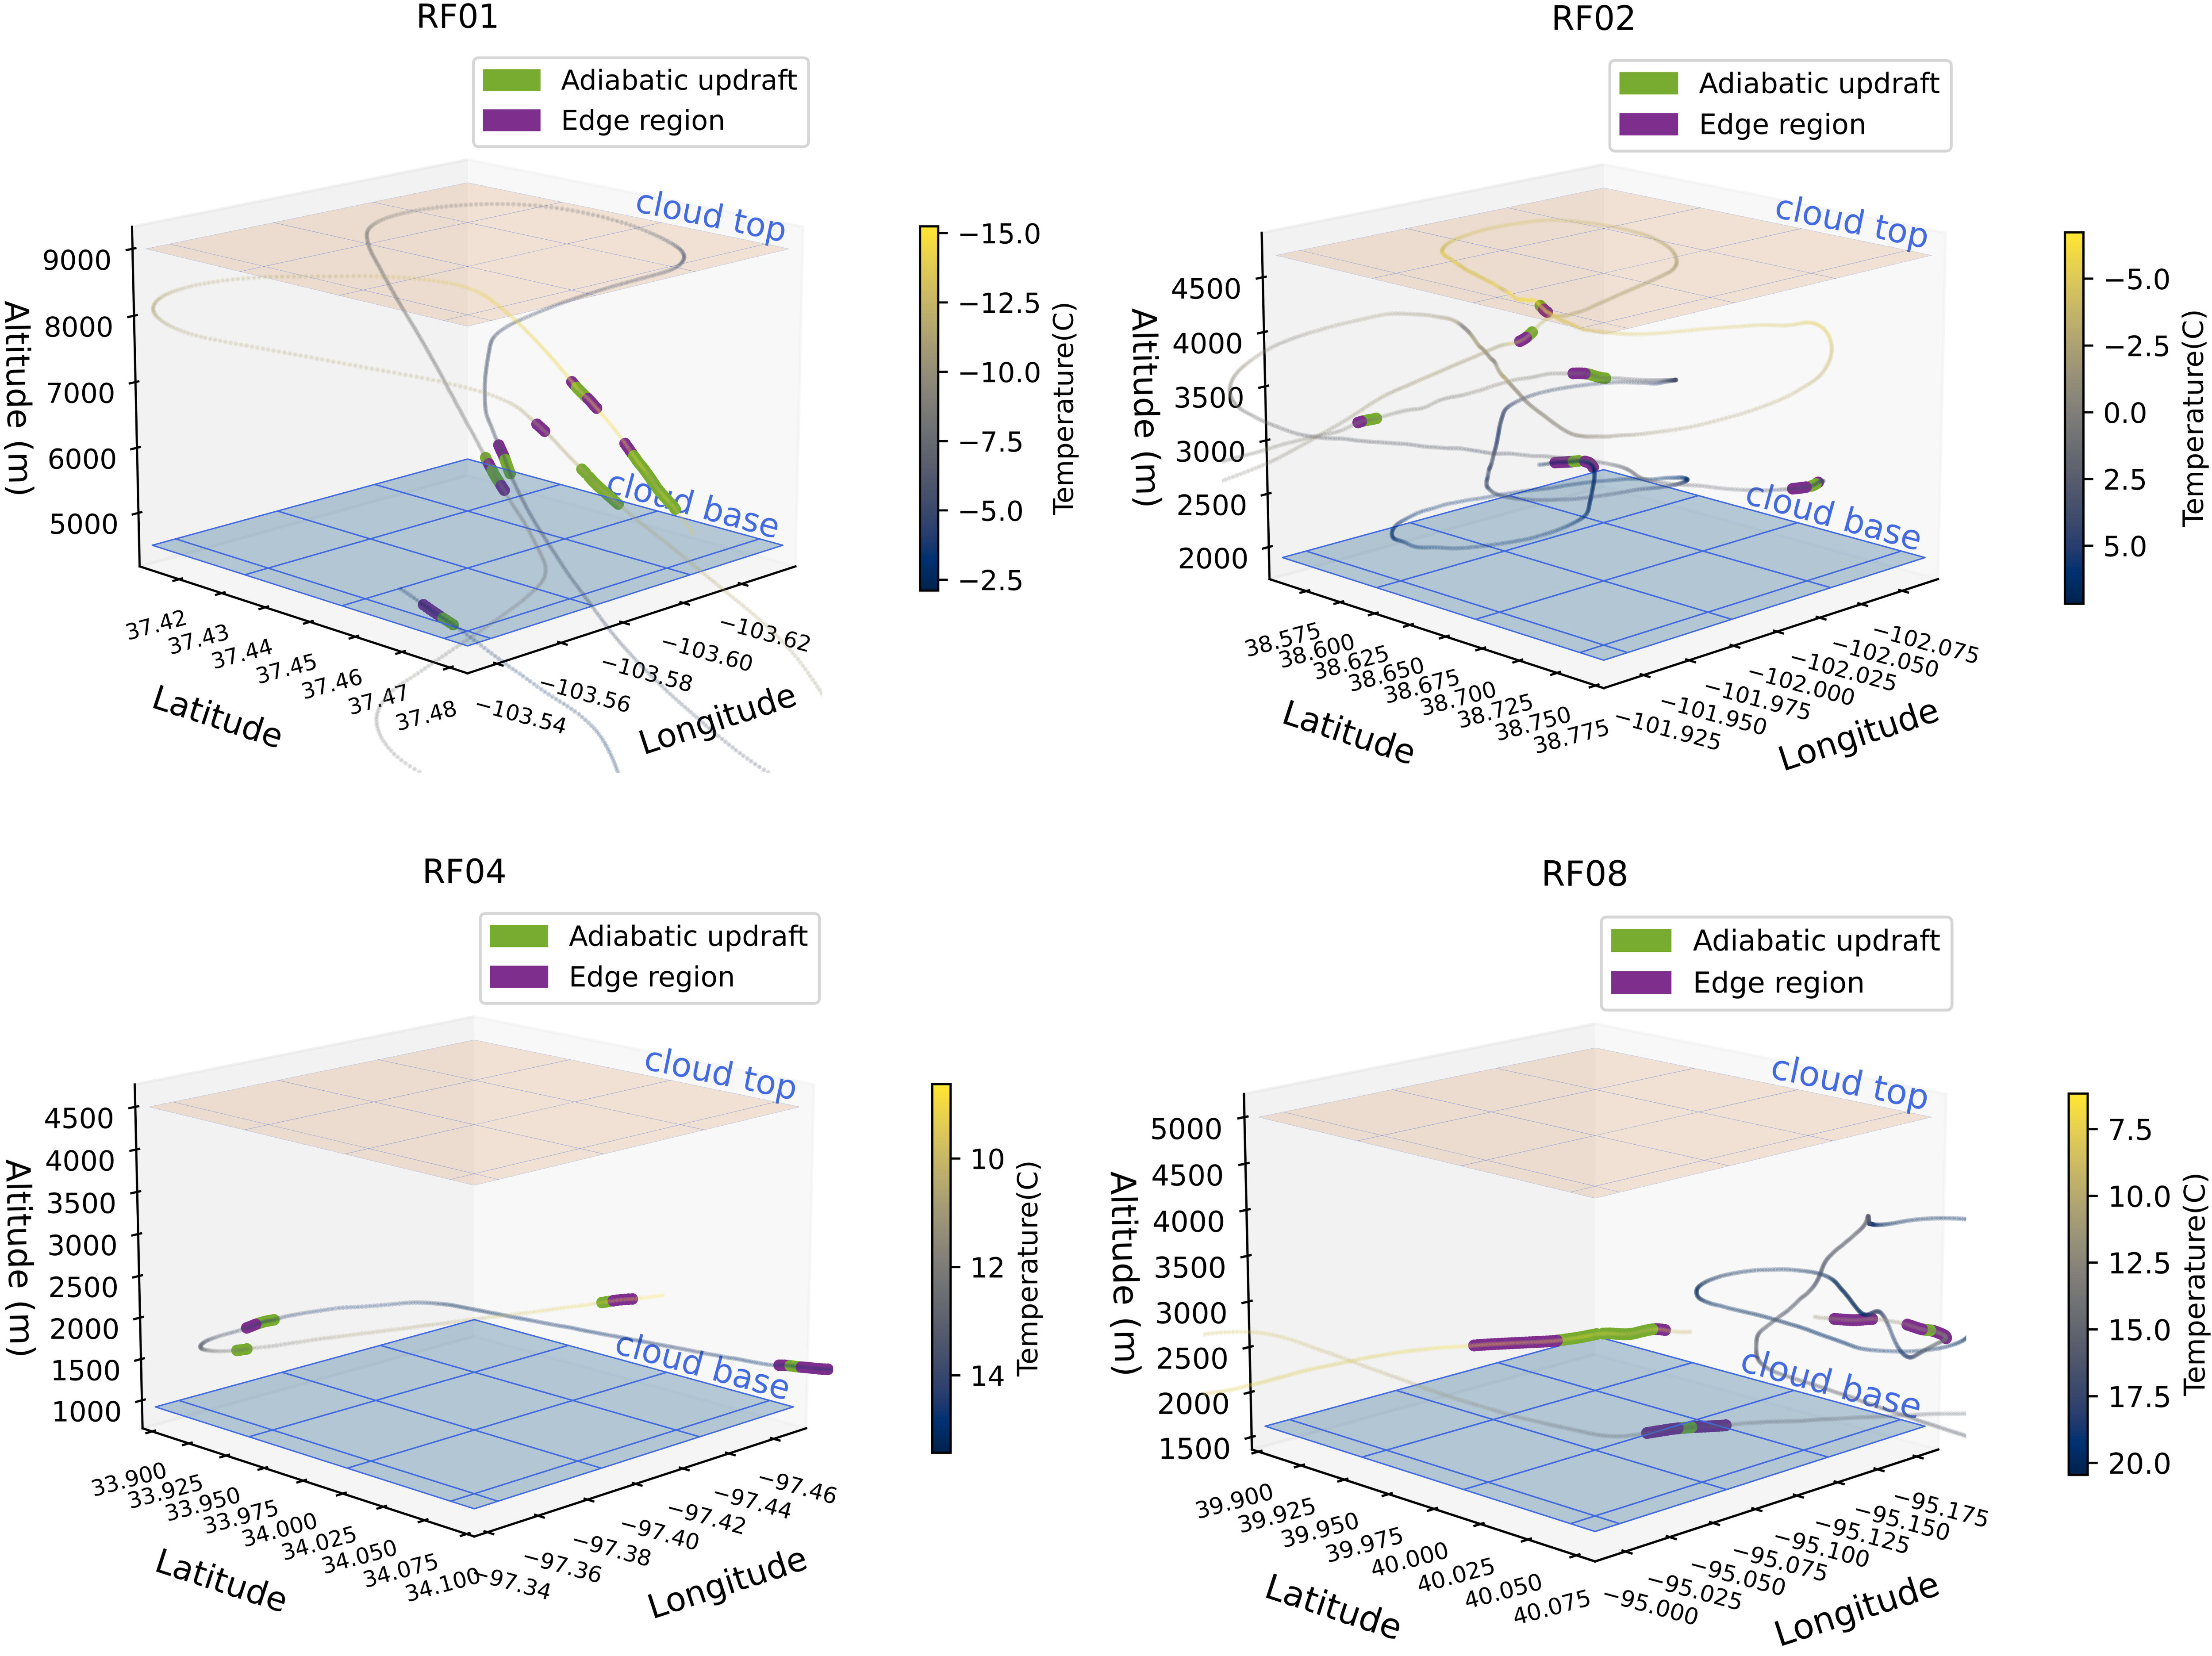 RF01
Adiabatic updraft
Edge region
cloud top
cloud base
9000
8000
7000
6000
5000
Altitude (m)
37.42
37.43
37.44
37.45
37.46
37.47
37.48
Latitude
−103.54
−103.56
−103.58
−103.60
−103.62
Longitude
−15.0
−12.5
−10.0
−7.5
−5.0
−2.5
Temperature(C)
RF02
Adiabatic updraft
Edge region
cloud top
cloud base
4500
4000
3500
3000
2500
2000
Altitude (m)
38.575
38.600
38.625
38.650
38.675
38.700
38.725
38.750
38.775
Latitude
−101.925
−101.950
−101.975
−102.000
−102.025
−102.050
−102.075
Longitude
−5.0
−2.5
0.0
2.5
5.0
Temperature(C)
RF04
Adiabatic updraft
Edge region
cloud top
cloud base
4500
4000
3500
3000
2500
2000
1500
1000
Altitude (m)
33.900
33.925
33.950
33.975
34.000
34.025
34.050
34.075
34.100
Latitude
−97.34
−97.36
−97.38
−97.40
−97.42
−97.44
−97.46
Longitude
10
12
14
Temperature(C)
RF08
Adiabatic updraft
Edge region
cloud top
cloud base
5000
4500
4000
3500
3000
2500
2000
1500
Altitude (m)
39.900
39.925
39.950
39.975
40.000
40.025
40.050
40.075
Latitude
−95.000
−95.025
−95.050
−95.075
−95.100
−95.125
−95.150
−95.175
Longitude
7.5
10.0
12.5
15.0
17.5
20.0
Temperature(C)